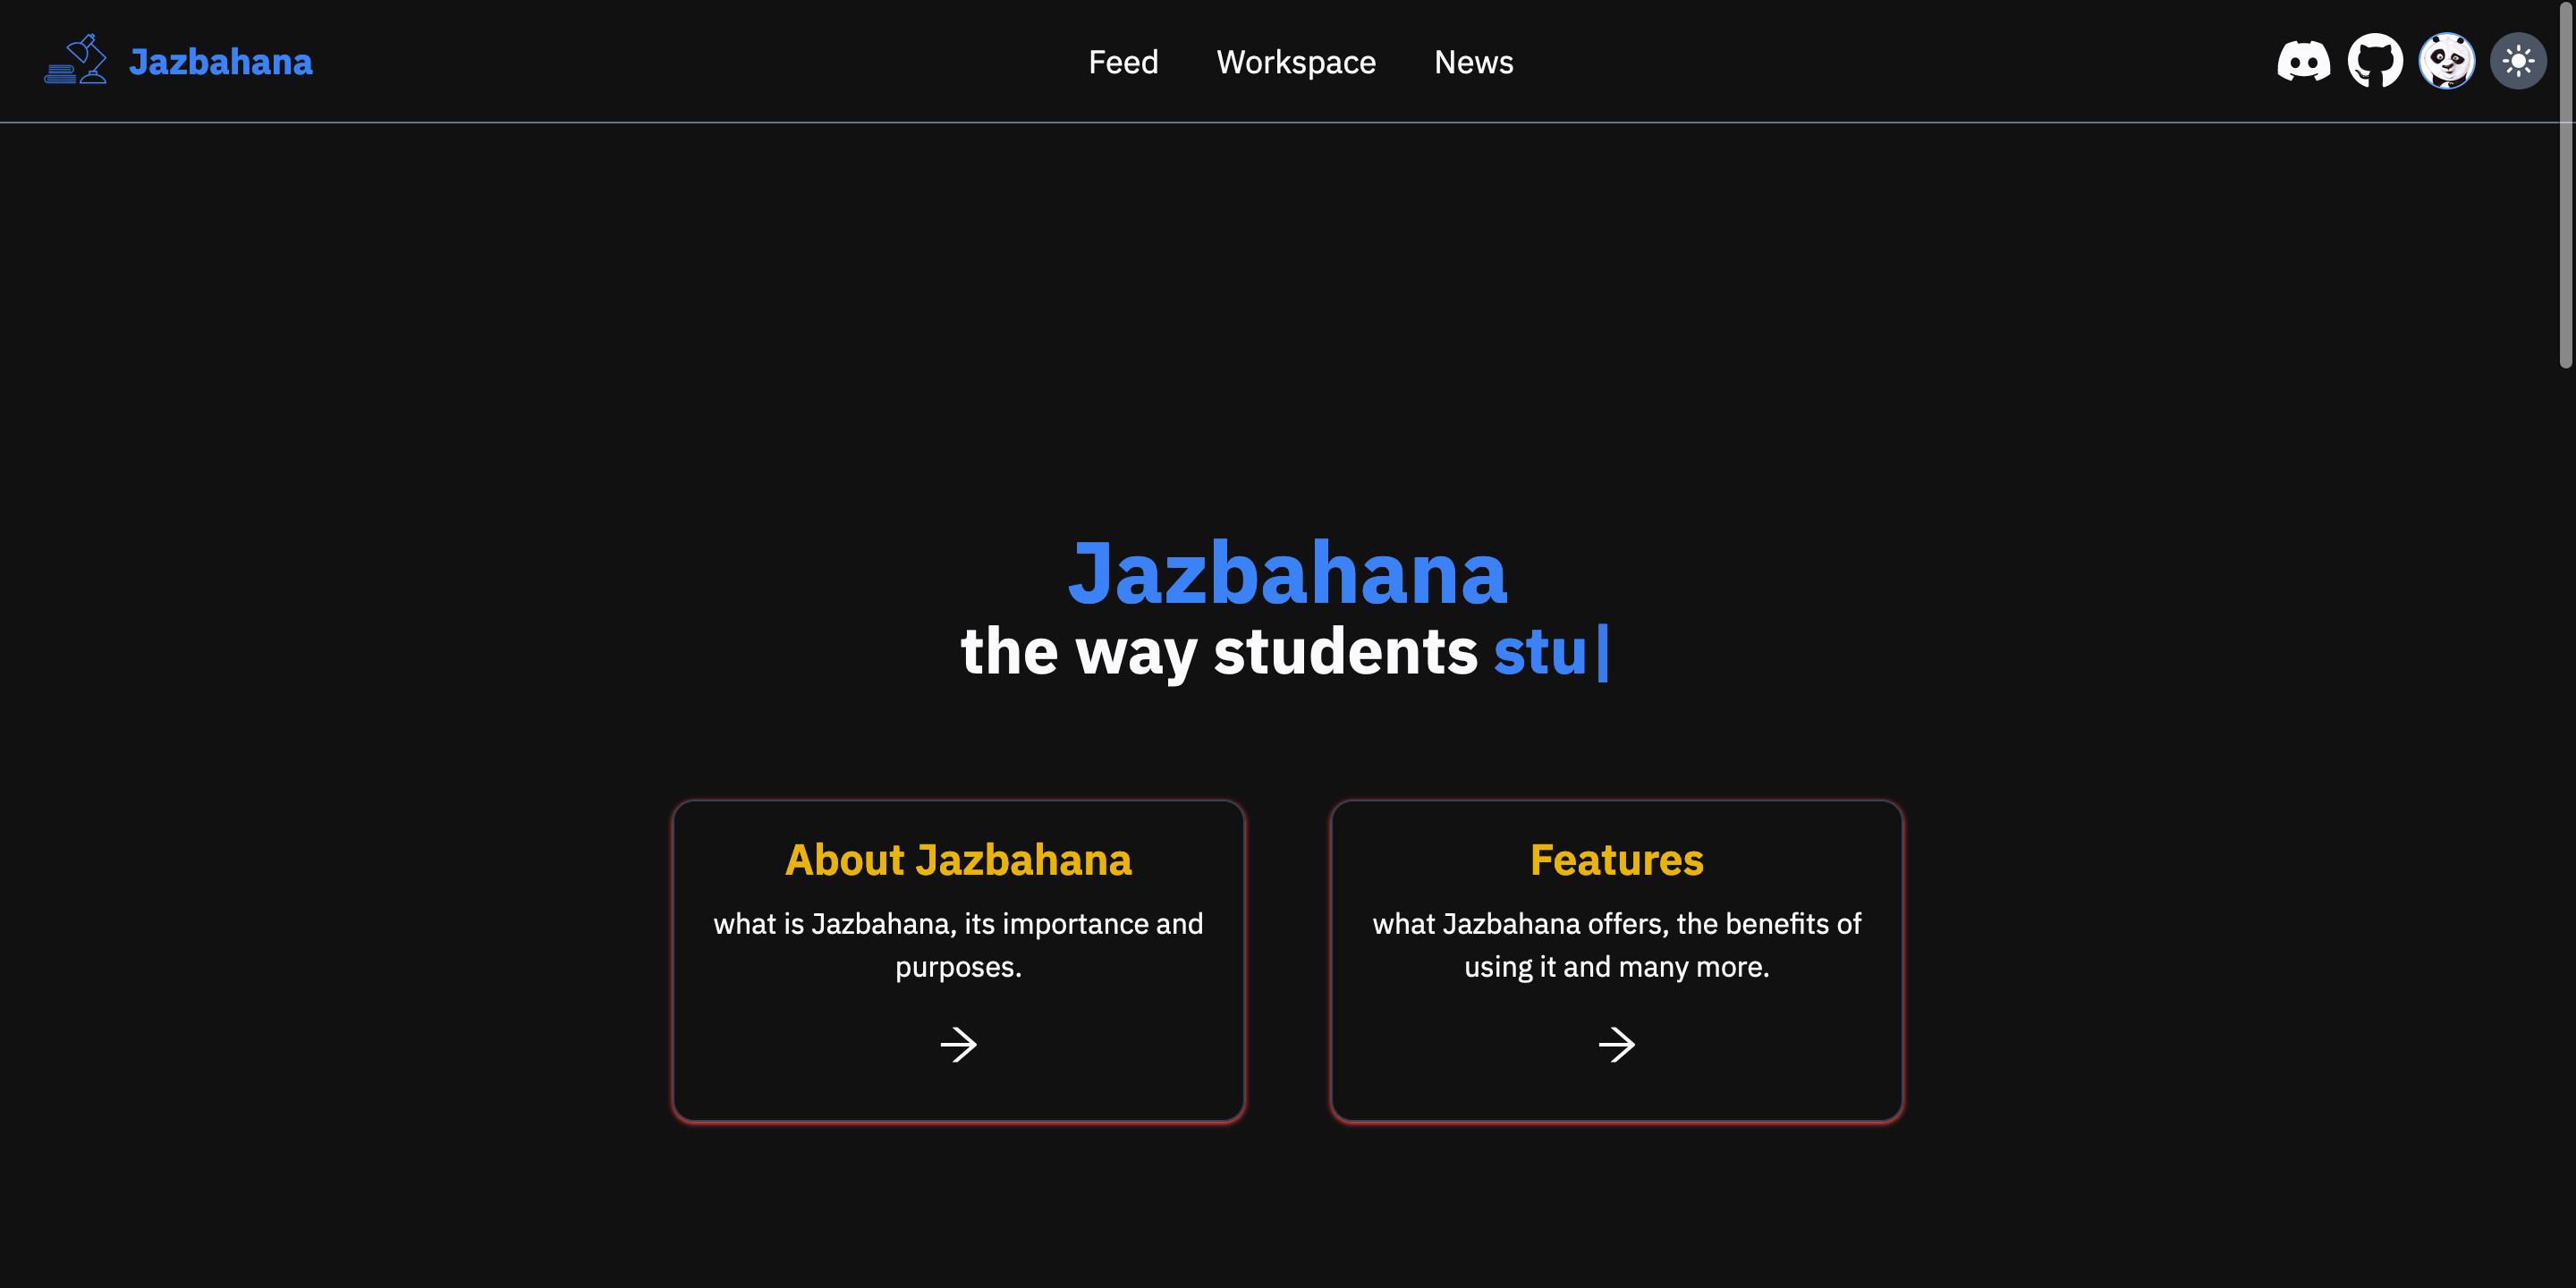 Jazbahana
Feed
Workspace
News
Jazbahana
the way students stu|
About Jazbahana
what is Jazbahana, its importance and
purposes.
Features
what Jazbahana offers, the benefits of
using it and many more.